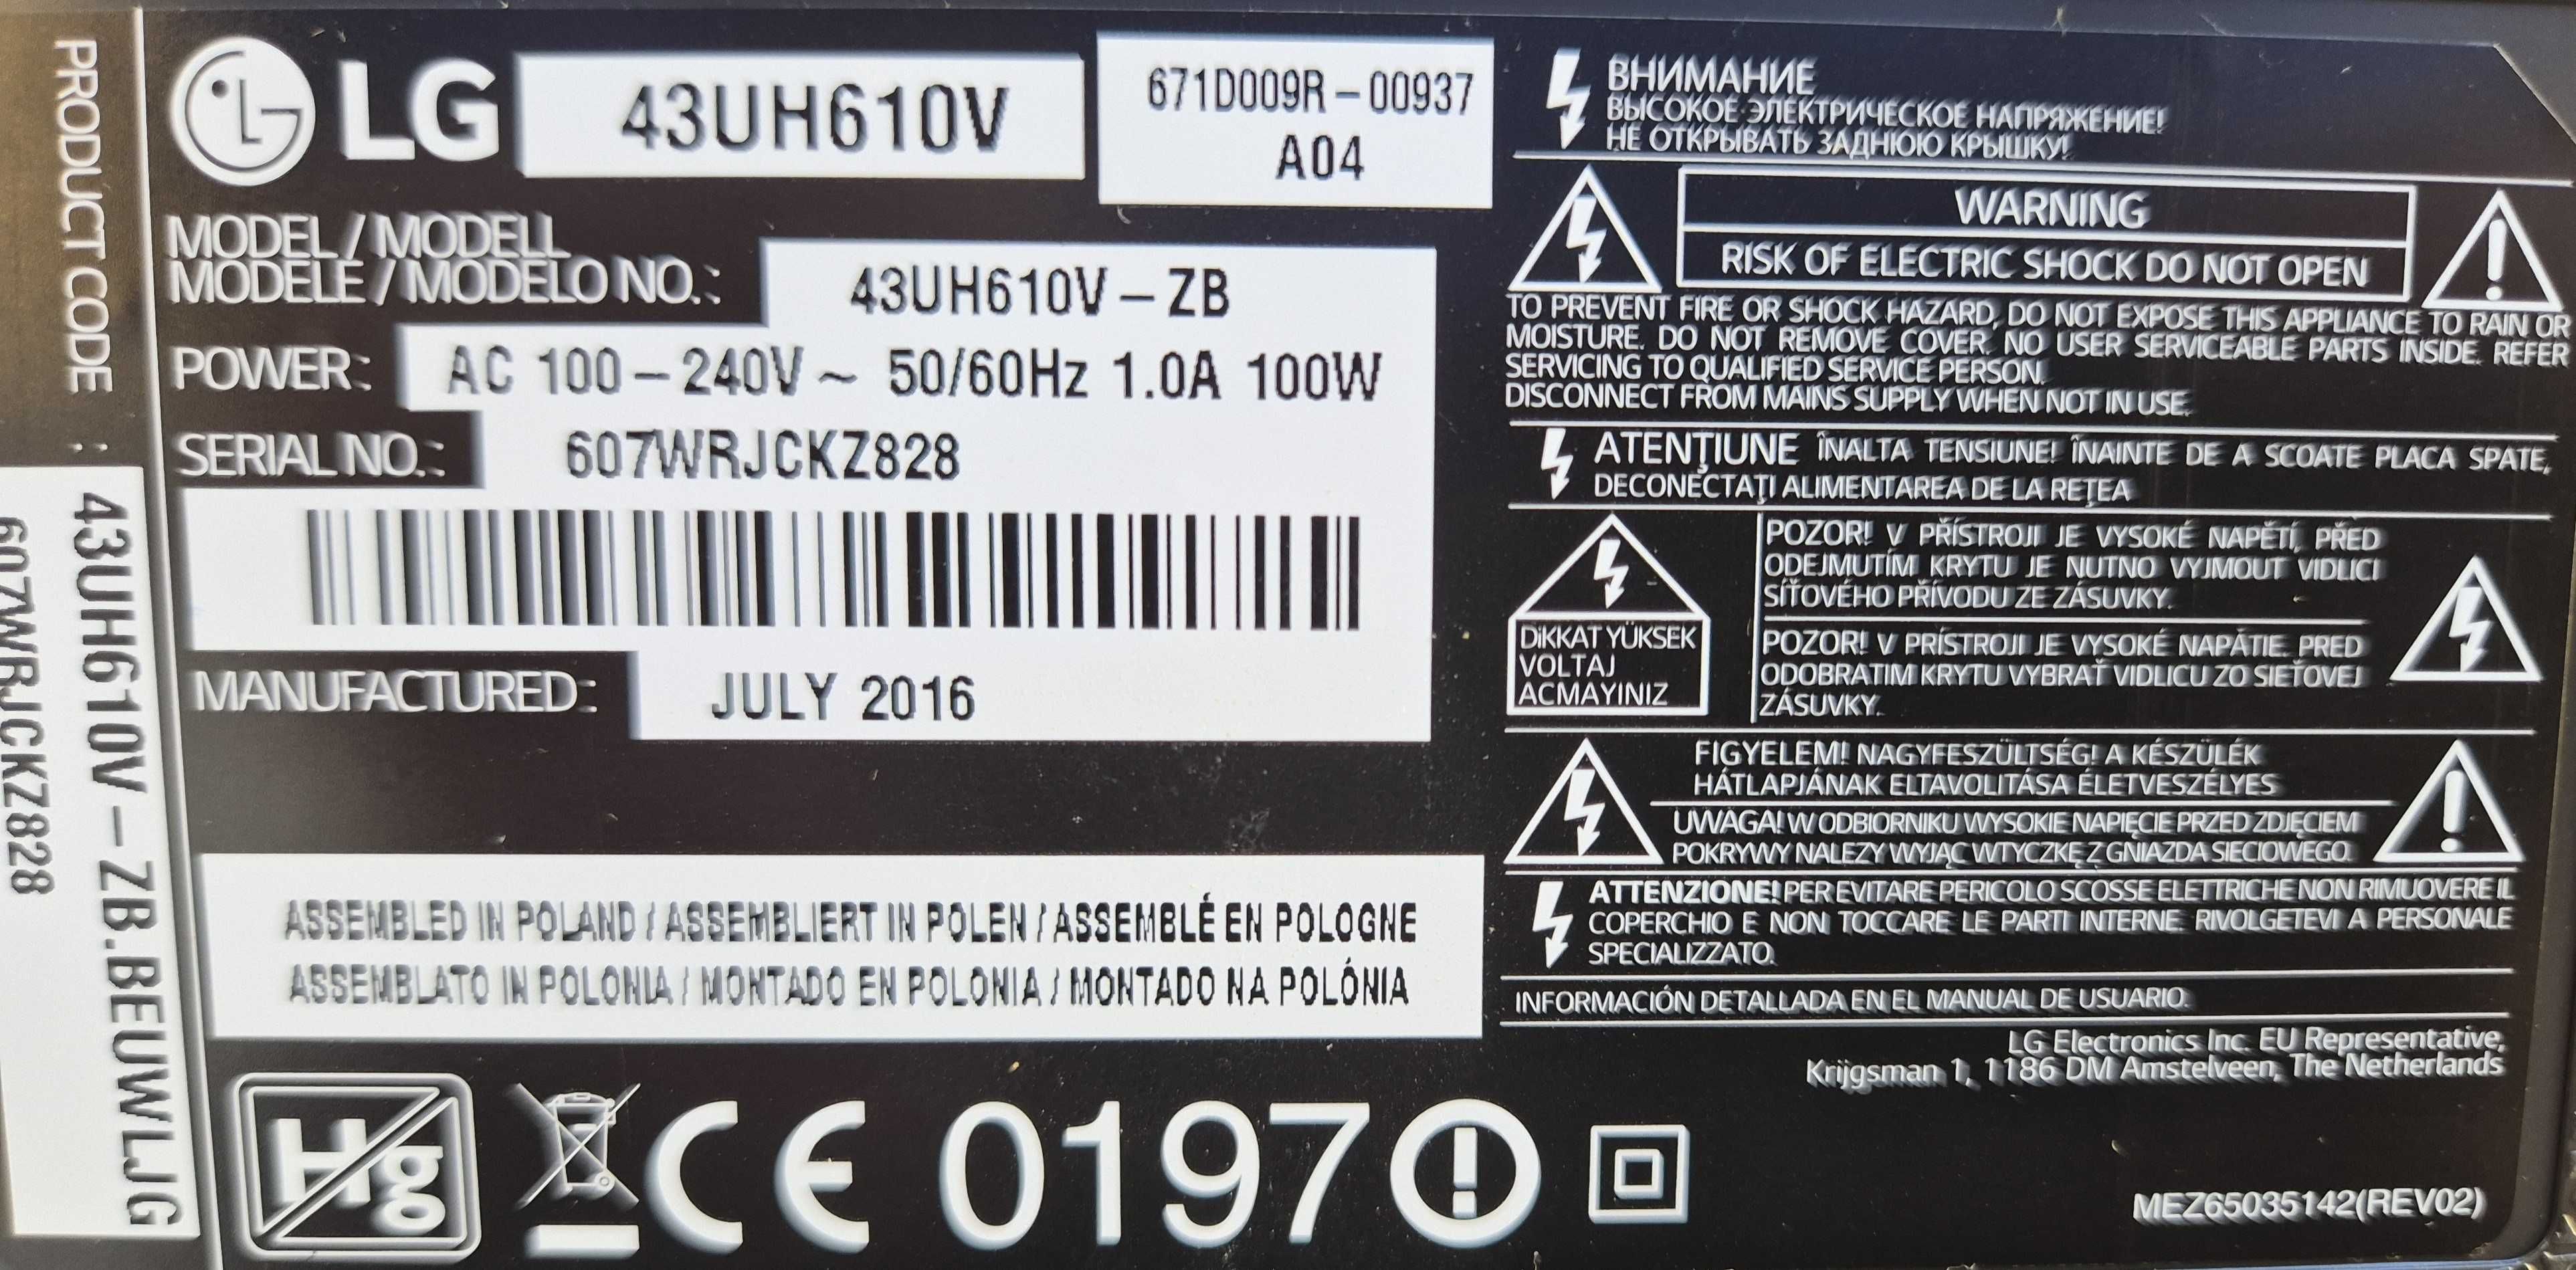 PRODUCT CODE :
43UH610V-ZB.BEUWLJG
607WRJCKZ828
LG
43UH610V
671D009R-00937
A04
MODEL / MODELL
MODÈLE / MODELO NO. :
43UH610V-ZB
POWER :
AC 100-240V ~ 50/60Hz 1.0A 100W
SERIAL NO. :
607WRJCKZ828
MANUFACTURED :
JULY 2016
ASSEMBLED IN POLAND / ASSEMBLIERT IN POLEN / ASSEMBLÉ EN POLOGNE
ASSEMBLATO IN POLONIA / MONTADO EN POLONIA / MONTADO NA POLÓNIA
Hg
CE 0197
ВНИМАНИЕ
ВЫСОКОЕ ЭЛЕКТРИЧЕСКОЕ НАПРЯЖЕНИЕ!
НЕ ОТКРЫВАТЬ ЗАДНЮЮ КРЫШКУ!
WARNING
RISK OF ELECTRIC SHOCK DO NOT OPEN
TO PREVENT FIRE OR SHOCK HAZARD, DO NOT EXPOSE THIS APPLIANCE TO RAIN OR
MOISTURE. DO NOT REMOVE COVER. NO USER SERVICEABLE PARTS INSIDE. REFER
SERVICING TO QUALIFIED SERVICE PERSON.
DISCONNECT FROM MAINS SUPPLY WHEN NOT IN USE.
ATENȚIUNE ÎNALTA TENSIUNE! ÎNAINTE DE A SCOATE PLACA SPATE,
DECONECTAȚI ALIMENTAREA DE LA REȚEA
DİKKAT YÜKSEK
VOLTAJ
ACMAYINIZ
POZOR! V PŘÍSTROJI JE VYSOKÉ NAPĚTÍ, PŘED
ODEJMUTÍM KRYTU JE NUTNO VYJMOUT VIDLICI
SÍŤOVÉHO PŘÍVODU ZE ZÁSUVKY.
POZOR! V PRÍSTROJI JE VYSOKÉ NAPÄTIE. PRED
ODOBRATIM KRYTU VYBRAŤ VIDLICU ZO SIEŤOVEJ
ZÁSUVKY.
FIGYELEM! NAGYFESZÜLTSÉG! A KÉSZÜLÉK
HÁTLAPJÁNAK ELTAVOLITÁSA ÉLETVESZÉLYES
UWAGA! W ODBIORNIKU WYSOKIE NAPIĘCIE PRZED ZDJĘCIEM
POKRYWY NALEZY WYJĄC WTYCZKĘ Z GNIAZDA SIECIOWEGO.
ATTENZIONE! PER EVITARE PERICOLO SCOSSE ELETTRICHE NON RIMUOVERE IL
COPERCHIO E NON TOCCARE LE PARTI INTERNE. RIVOLGETEVI A PERSONALE
SPECIALIZZATO.
INFORMACIÓN DETALLADA EN EL MANUAL DE USUARIO.
LG Electronics Inc. EU Representative,
Krijgsman 1, 1186 DM Amstelveen, The Netherlands
MEZ65035142(REV02)